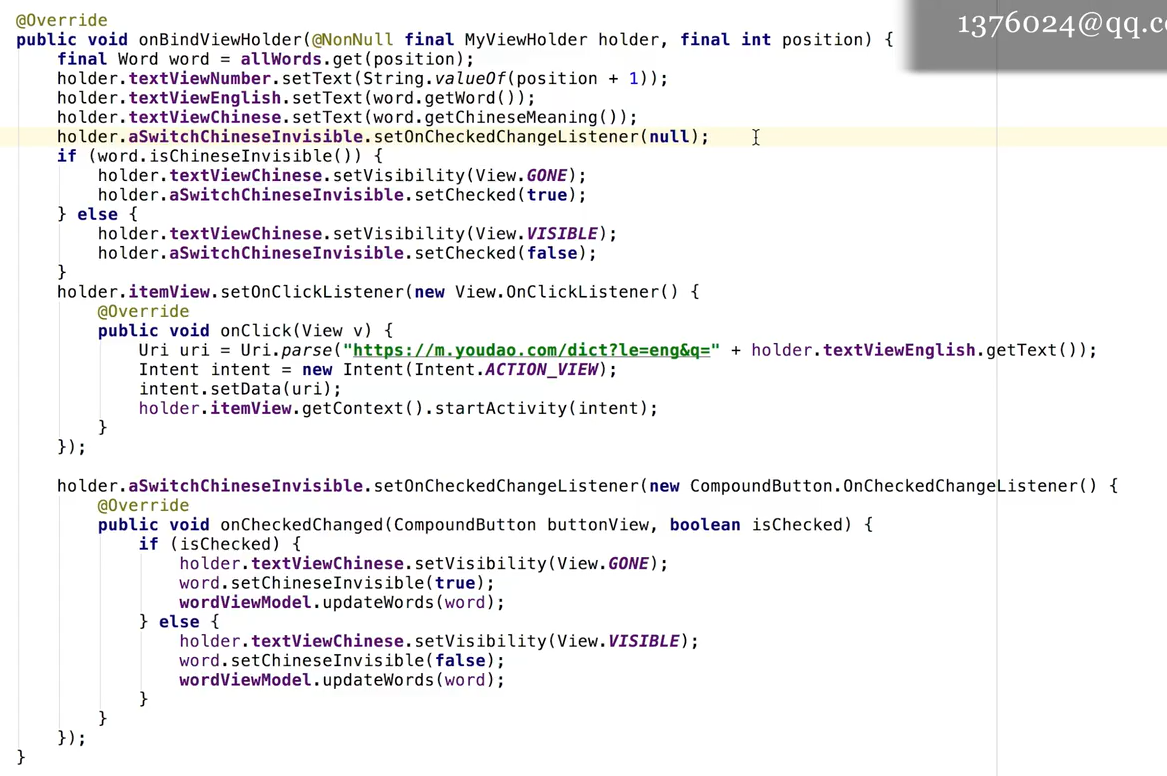 @Override
1376024@qq.co
public void onBindViewHolder(@NonNull final MyViewHolder holder, final int position) {
    final Word word = allWords.get(position);
    holder.textViewNumber.setText(String.valueOf(position + 1));
    holder.textViewEnglish.setText(word.getWord());
    holder.textViewChinese.setText(word.getChineseMeaning());
    holder.aSwitchChineseInvisible.setOnCheckedChangeListener(null);
    if (word.isChineseInvisible()) {
        holder.textViewChinese.setVisibility(View.GONE);
        holder.aSwitchChineseInvisible.setChecked(true);
    } else {
        holder.textViewChinese.setVisibility(View.VISIBLE);
        holder.aSwitchChineseInvisible.setChecked(false);
    }
    holder.itemView.setOnClickListener(new View.OnClickListener() {
        @Override
        public void onClick(View v) {
            Uri uri = Uri.parse("https://m.youdao.com/dict?le=eng&q=" + holder.textViewEnglish.getText());
            Intent intent = new Intent(Intent.ACTION_VIEW);
            intent.setData(uri);
            holder.itemView.getContext().startActivity(intent);
        }
    });
    holder.aSwitchChineseInvisible.setOnCheckedChangeListener(new CompoundButton.OnCheckedChangeListener() {
        @Override
        public void onCheckedChanged(CompoundButton buttonView, boolean isChecked) {
            if (isChecked) {
                holder.textViewChinese.setVisibility(View.GONE);
                word.setChineseInvisible(true);
                wordViewModel.updateWords(word);
            } else {
                holder.textViewChinese.setVisibility(View.VISIBLE);
                word.setChineseInvisible(false);
                wordViewModel.updateWords(word);
            }
        }
    });
}